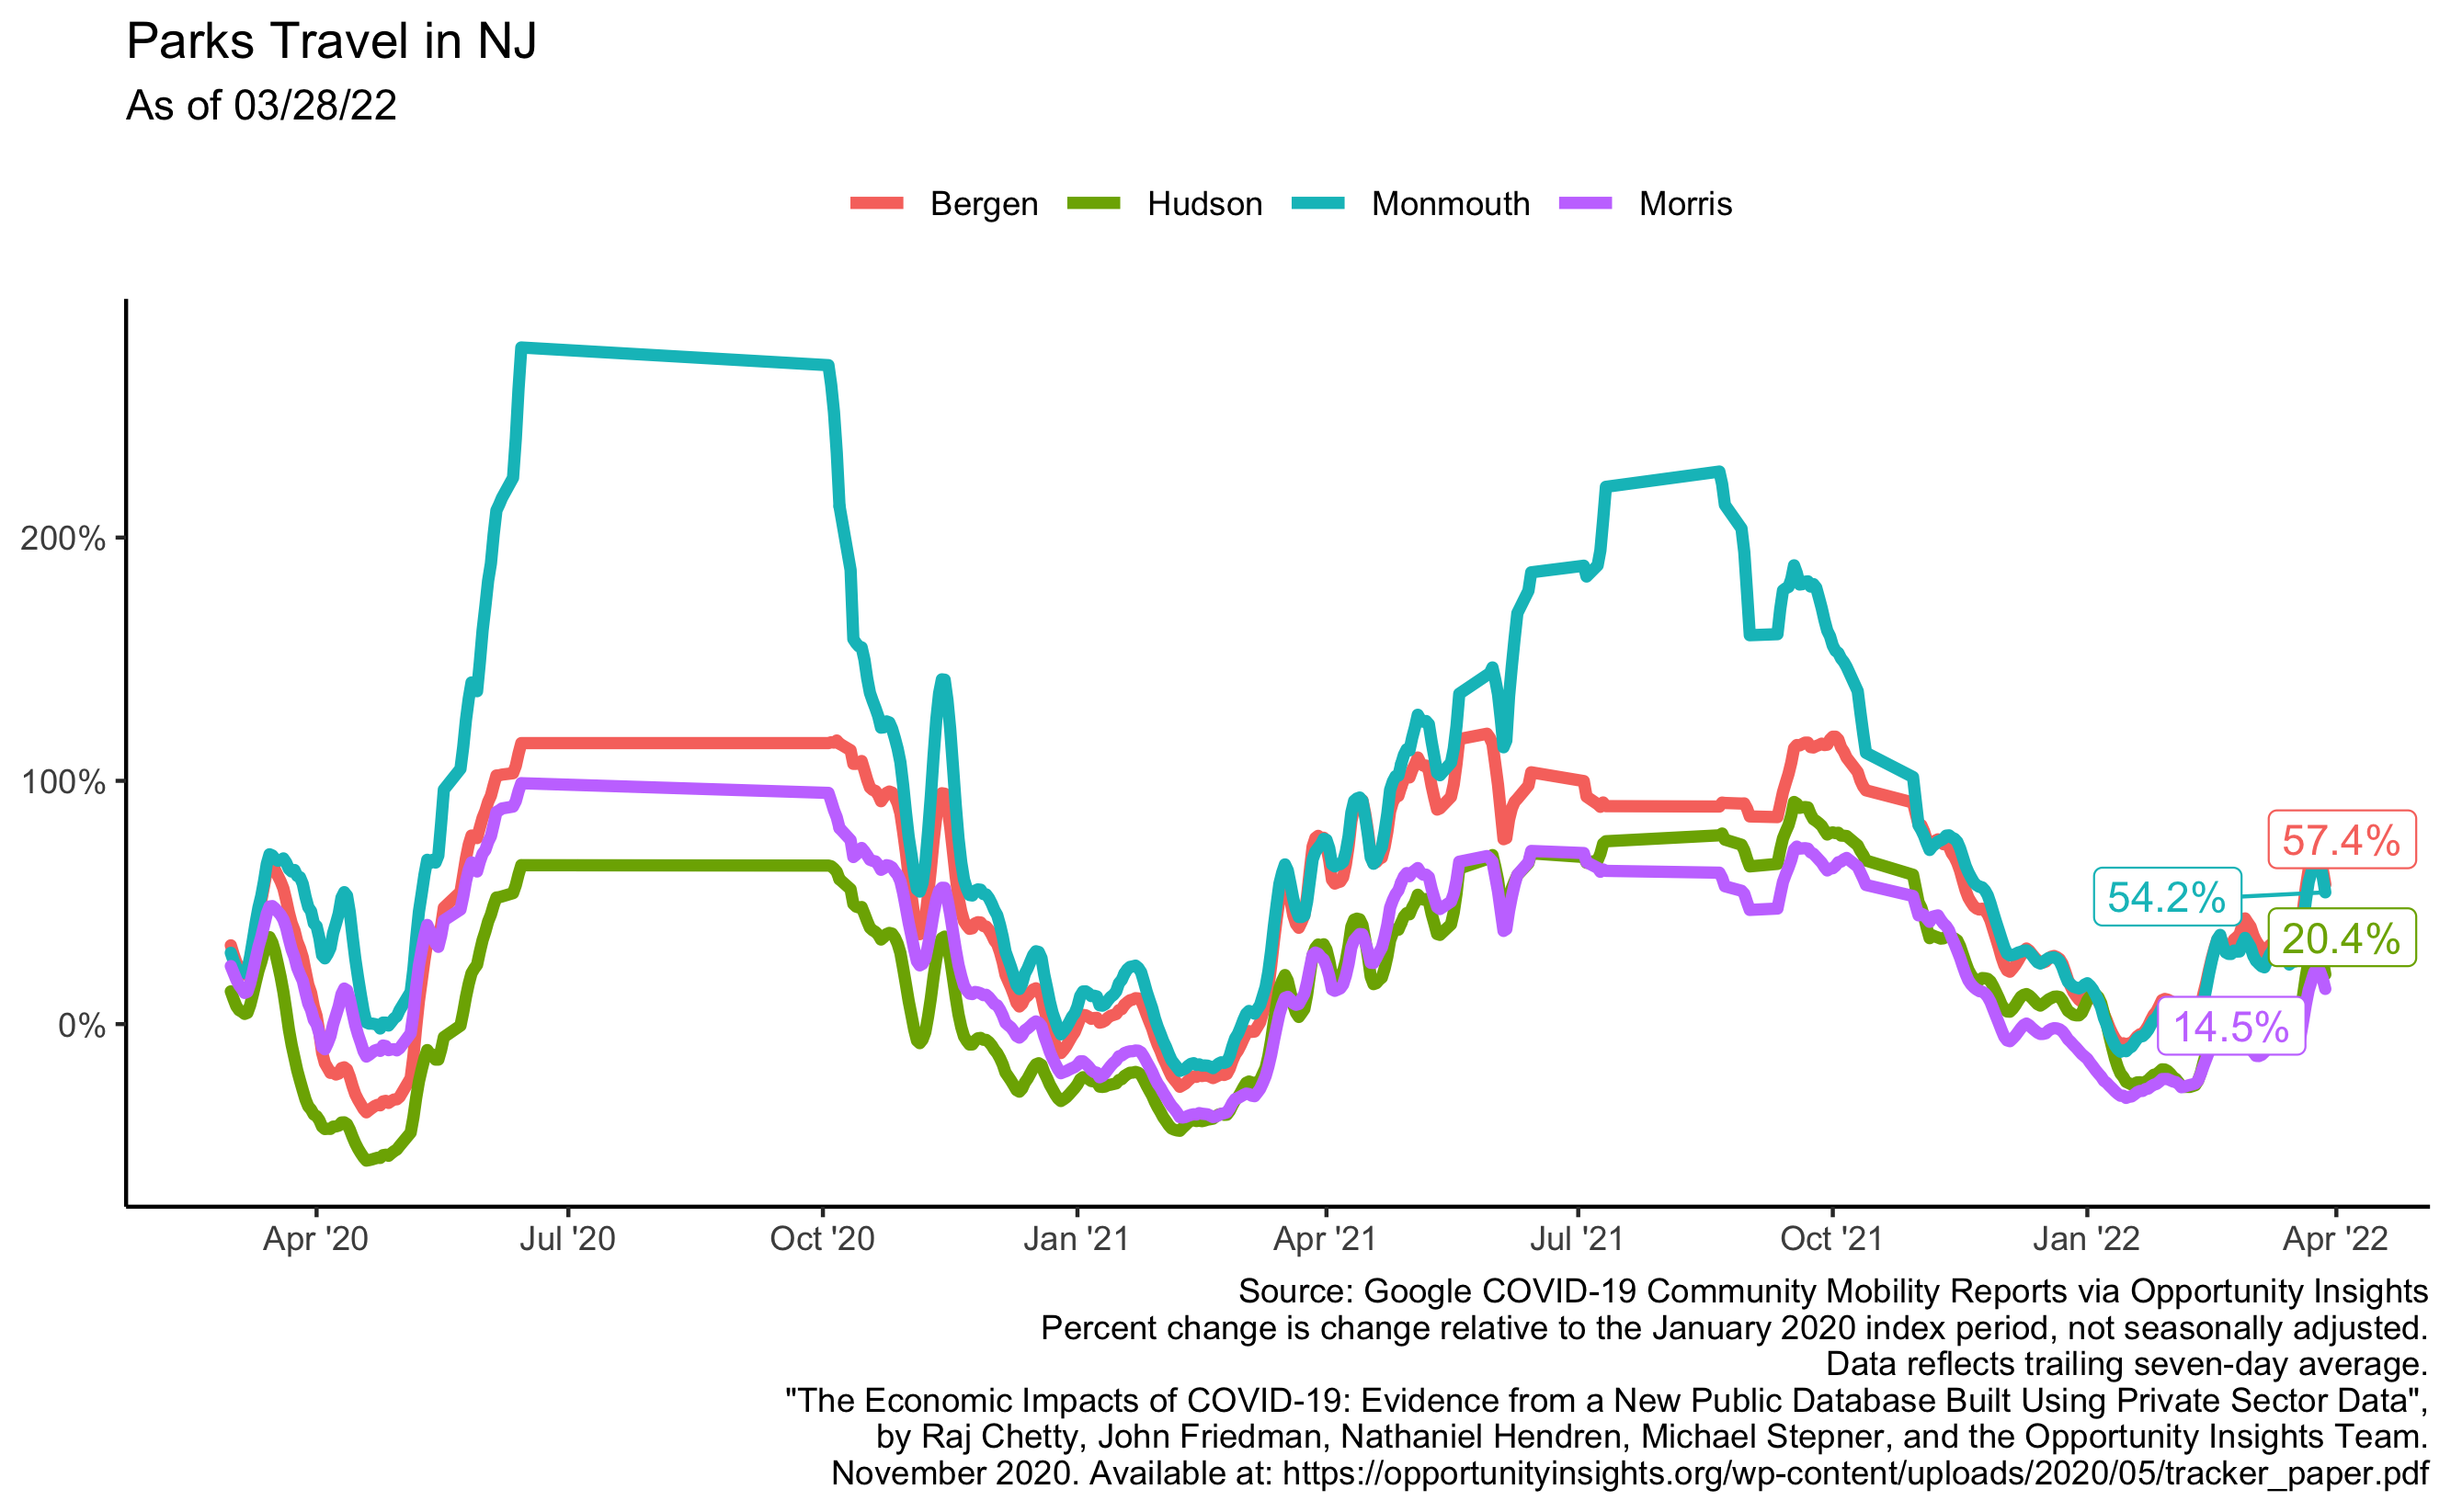 Parks Travel in NJ
As of 03/28/22
Bergen Hudson Monmouth Morris
200%
100%
0%
57.4%
54.2%
20.4%
14.5%
Apr '20 Jul '20 Oct '20 Jan '21 Apr '21 Jul '21 Oct '21 Jan '22 Apr '22
Source: Google COVID-19 Community Mobility Reports via Opportunity Insights
Percent change is change relative to the January 2020 index period, not seasonally adjusted.
Data reflects trailing seven-day average.
"The Economic Impacts of COVID-19: Evidence from a New Public Database Built Using Private Sector Data",
by Raj Chetty, John Friedman, Nathaniel Hendren, Michael Stepner, and the Opportunity Insights Team.
November 2020. Available at: https://opportunityinsights.org/wp-content/uploads/2020/05/tracker_paper.pdf